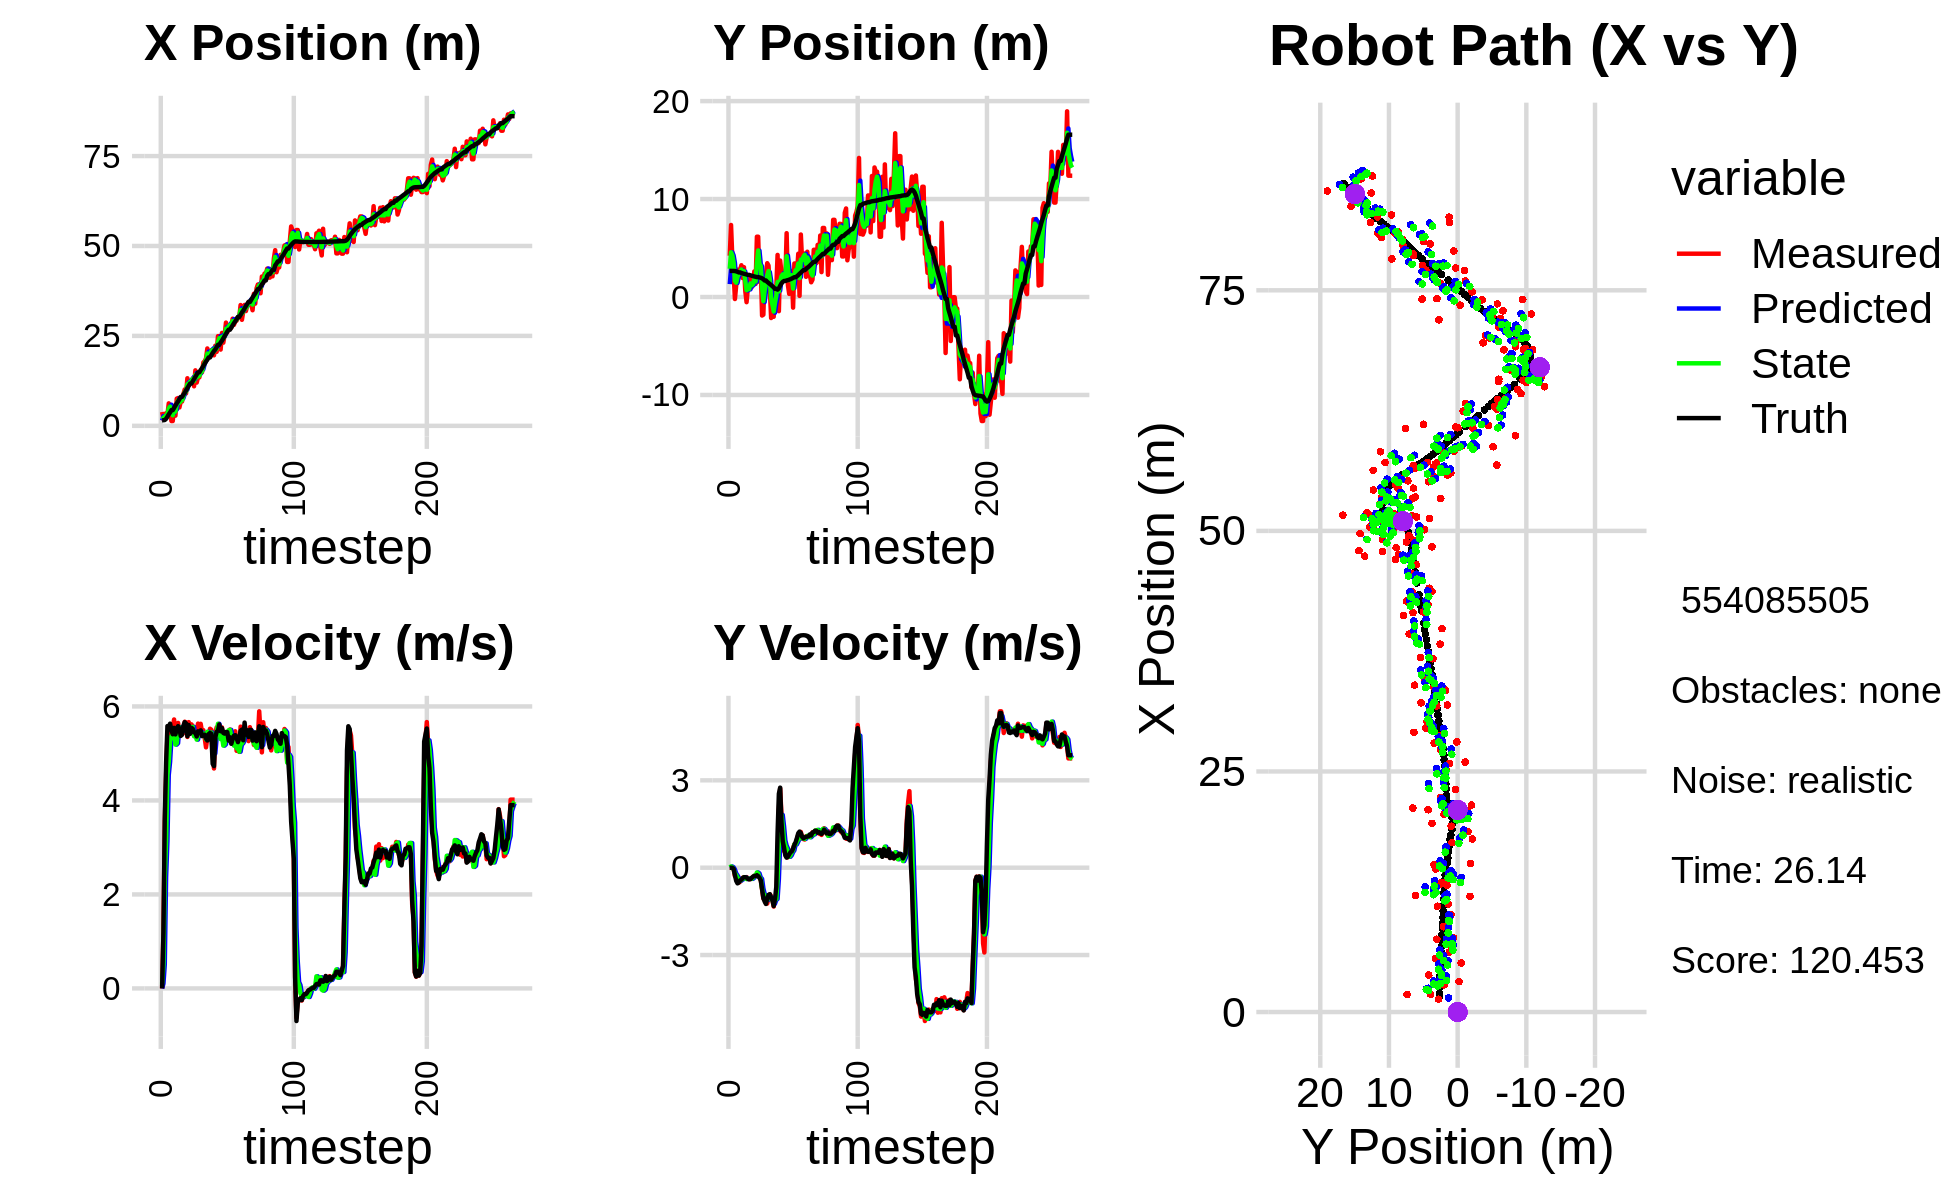 X Position (m)
75
50
25
0
0
100
200
timestep
Y Position (m)
20
10
0
-10
0
100
200
timestep
X Velocity (m/s)
6
4
2
0
0
100
200
timestep
Y Velocity (m/s)
3
0
-3
0
100
200
timestep
Robot Path (X vs Y)
X Position (m)
75
50
25
0
20
10
0
-10
-20
Y Position (m)
variable
Measured
Predicted
State
Truth
554085505
Obstacles: none
Noise: realistic
Time: 26.14
Score: 120.453